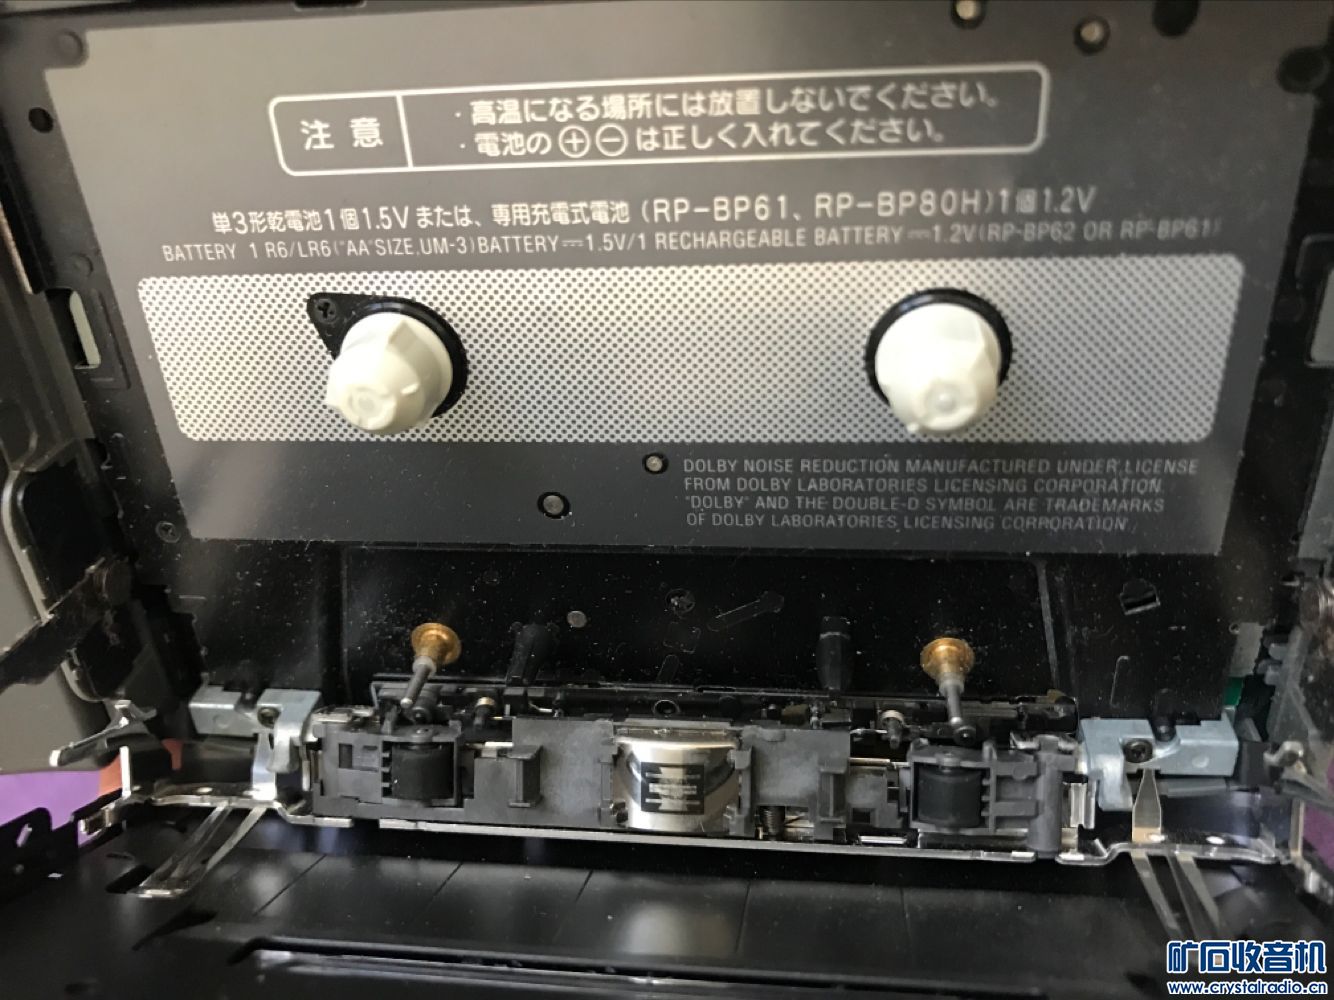 注意
・高温になる場所には放置しないでください。
・電池の⊕⊖は正しく入れてください。
単3形乾電池1個1.5Vまたは、専用充電式電池（RP-BP61、RP-BP80H）1個1.2V
BATTERY 1 R6/LR6("AA"SIZE,UM-3)BATTERY⎓1.5V/1 RECHARGEABLE BATTERY⎓1.2V(RP-BP62 OR RP-BP61)
DOLBY NOISE REDUCTION MANUFACTURED UNDER LICENSE
FROM DOLBY LABORATORIES LICENSING CORPORATION.
"DOLBY" AND THE DOUBLE-D SYMBOL ARE TRADEMARKS
OF DOLBY LABORATORIES LICENSING CORRORATION
矿石收音机
www.crystalradio.cn